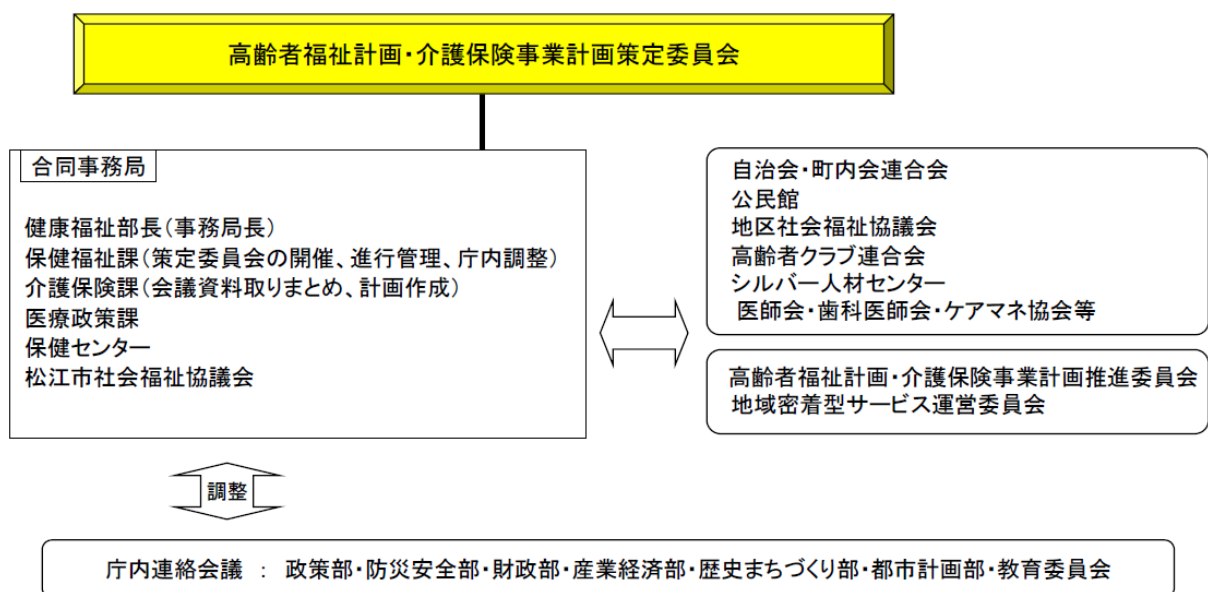 高齢者福祉計画・介護保険事業計画策定委員会
合同事務局
健康福祉部長(事務局長)
保健福祉課(策定委員会の開催、進行管理、庁内調整)
介護保険課(会議資料取りまとめ、計画作成)
医療政策課
保健センター
松江市社会福祉協議会
自治会・町内会連合会
公民館
地区社会福祉協議会
高齢者クラブ連合会
シルバー人材センター
医師会・歯科医師会・ケアマネ協会等
高齢者福祉計画・介護保険事業計画推進委員会
地域密着型サービス運営委員会
調整
庁内連絡会議 : 政策部・防災安全部・財政部・産業経済部・歴史まちづくり部・都市計画部・教育委員会